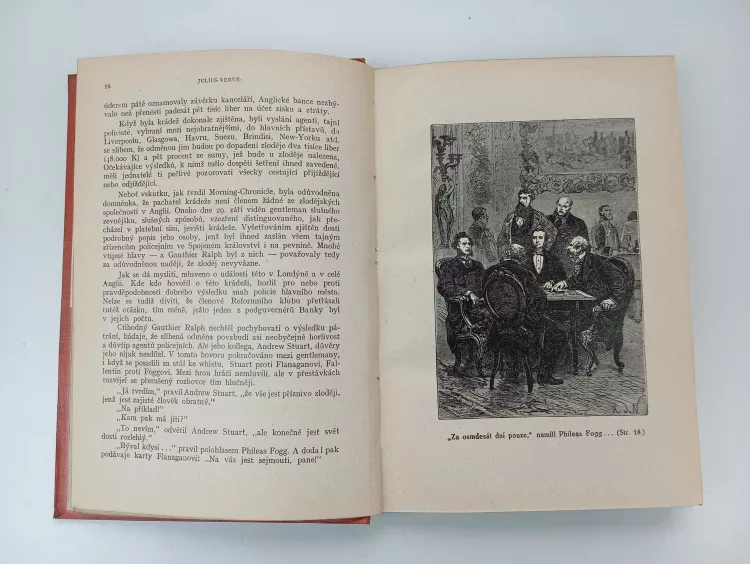 16
JULIUS VERNE:
úderem páté oznamovaly závěrku kanceláří, Anglické bance nezbý-
valo než přenésti padesát pět tisíc liber na účet zisku a ztráty.
Když byla krádež dokonale zjištěna, byli vysláni agenti, tajní
policisté, vybraní mezi nejobratnějšími, do hlavních přístavů, do
Liverpoolu, Glasgowa, Havru, Suezu, Brindisi, New-Yorku atd.
se slibem, že odměnou jim budou po dopadení zloděje dva tisíce liber
(48.000 K) a pět procent ze sumy, jež bude u zloděje nalezena.
Očekávajíce výsledků, k nimž mělo dospěti šetření ihned zavedené,
měli jednatelé ti pečlivě pozorovati všecky cestující přijíždějící
nebo odjíždějící.
Neboť vskutku, jak tvrdil Morning-Chronicle, byla odůvodněna
domněnka, že pachatel krádeže není členem žádné ze zlodějských
společností v Anglii. Onoho dne 29. září viděn gentleman slušného
zevnějšku, slušných způsobů, vzezření distinguovaného, jak pře-
chází v platební síni, jevišti krádeže. Vyšetřováním zjištěn dosti
podrobný popis jeho osoby, jenž byl ihned zaslán všem tajným
zřízencům policejním ve Spojeném království i na pevnině. Mnohé
vtipné hlavy — a Gauthier Ralph byl z nich — považovaly tedy
za odůvodněnou naději, že zloděj nevyvázne.
Jak se dá mysliti, mluveno o události této v Londýně a v celé
Anglii. Kde kdo hovořil o této krádeži, horlil pro nebo proti
pravděpodobnosti dobrého výsledku snah policie hlavního města.
Nelze se tudíž diviti, že členové Reformního klubu přetřásali
tutéž otázku, tím méně, ježto jeden z podguvernérů Banky byl
v jejich počtu.
Ctihodný Gauthier Ralph nechtěl pochybovati o výsledku pá-
trání, hádaje, že slíbená odměna povzbudí asi neobyčejně horlivost
a důvtip agentů policejních. Ale jeho kollega, Andrew Stuart, důvěry
jeho nijak nesdílel. V tomto hovoru pokračováno mezi gentlemany,
i když se posadili za stůl ke whistu, Stuart proti Flanaganovi, Fal-
lentin proti Foggovi. Mezi hrou hráči nemluvili, ale v přestávkách
rozvíjel se přerušený rozhovor tím hlučněji.
„Já tvrdím,“ pravil Andrew Stuart, „že vše jest příznivo zloději,
jenž jest zajisté člověk obratný.“
„Na příklad!“
„Kam pak má jíti?“
„To nevím,“ odvětil Andrew Stuart, „ale konečně jest svět
dosti rozlehlý.“
„Býval kdysi . . .“ pravil polohlasem Phileas Fogg. A doda l pak
podávaje karty Flanaganovi: „Na vás jest sejmouti, pane!“
„Za osmdesát dní pouze,“ namítl Phileas Fogg . . . (Str. 18.)